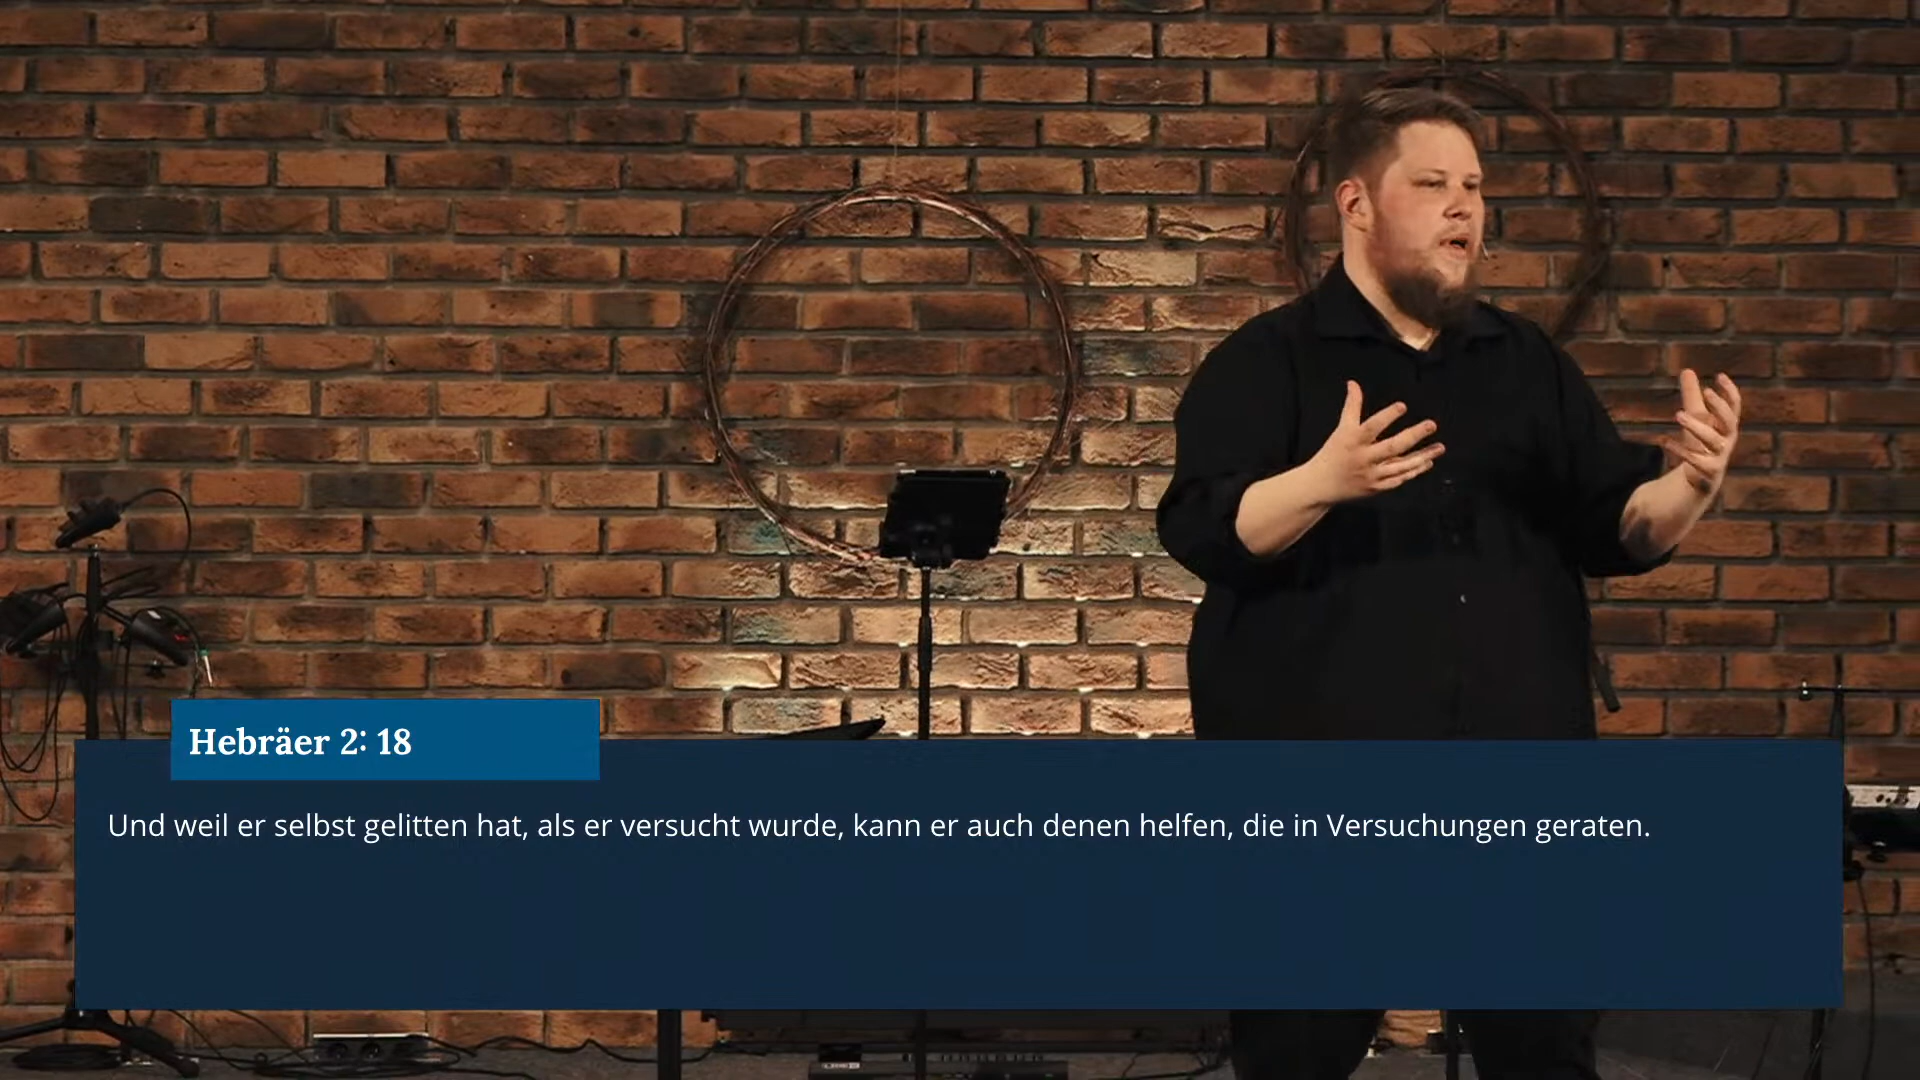 Hebräer 2: 18
Und weil er selbst gelitten hat, als er versucht wurde, kann er auch denen helfen, die in Versuchungen geraten.